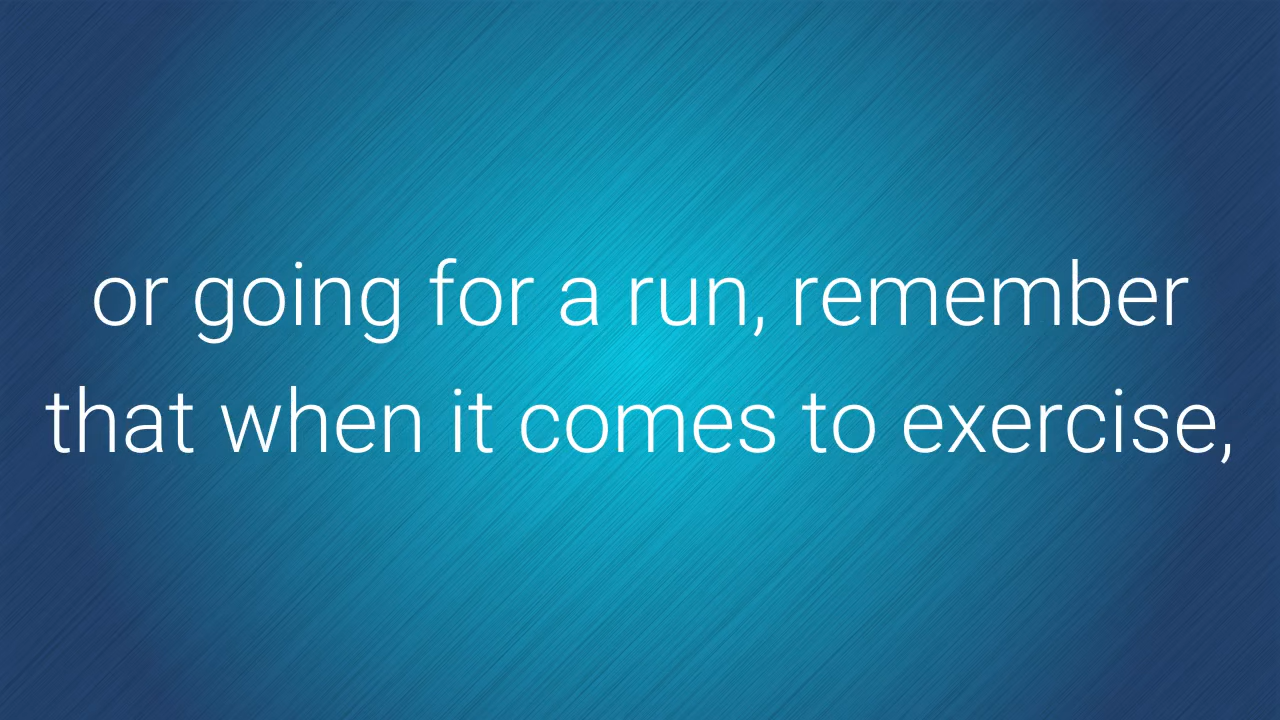 or going for a run, remember
that when it comes to exercise,